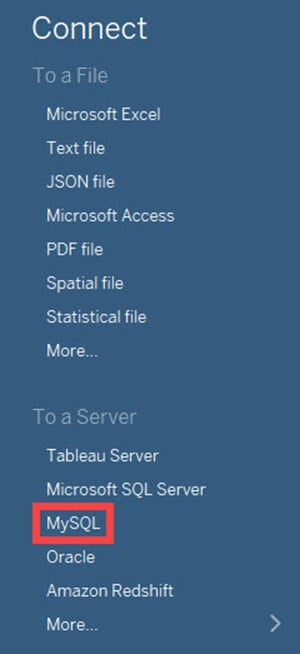 Connect
To a File
Microsoft Excel
Text file
JSON file
Microsoft Access
PDF file
Spatial file
Statistical file
More...
To a Server
Tableau Server
Microsoft SQL Server
MySQL
Oracle
Amazon Redshift
More...